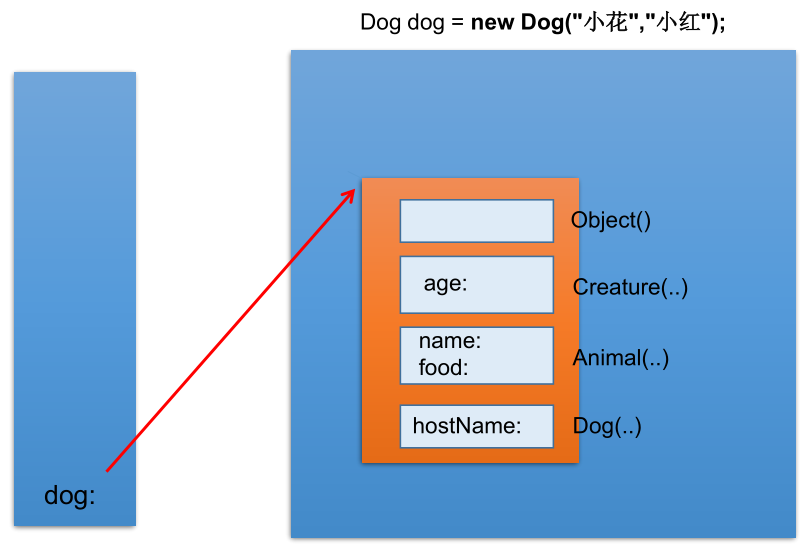 Dog dog = new Dog("小花","小红");
Object()
age:
Creature(..)
name:
food:
Animal(..)
hostName:
Dog(..)
dog: